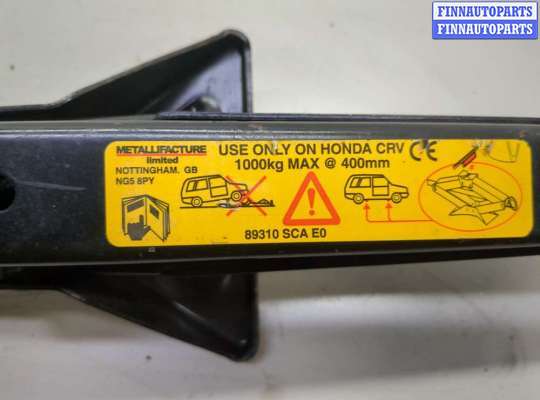 FINNAUTOPARTS
FINNAUTOPARTS
METALLIFACTURE
limited
NOTTINGHAM. GB
NG5 8PY
USE ONLY ON HONDA CRV
1000kg MAX @ 400mm
CE
89310 SCA E0